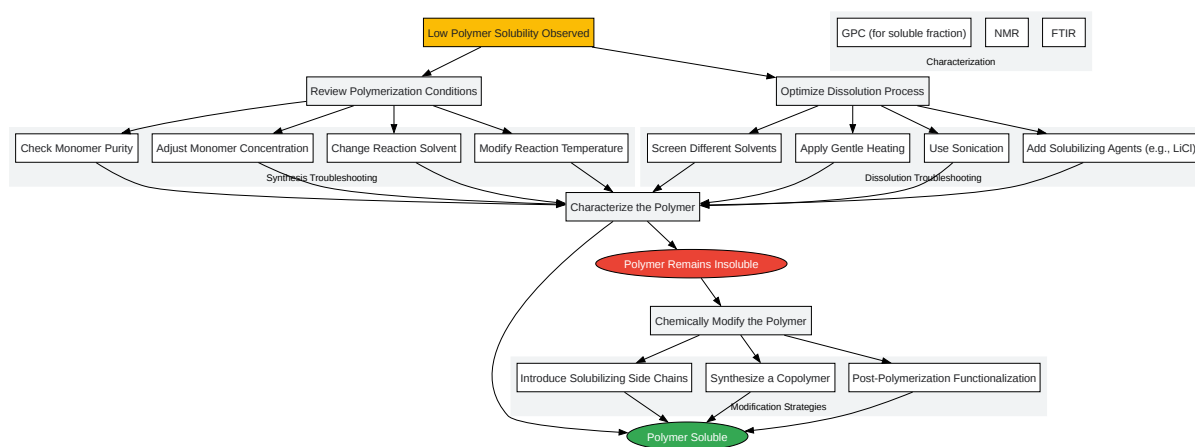 Low Polymer Solubility Observed
GPC (for soluble fraction)
NMR
FTIR
Characterization
Review Polymerization Conditions
Optimize Dissolution Process
Check Monomer Purity
Adjust Monomer Concentration
Change Reaction Solvent
Modify Reaction Temperature
Screen Different Solvents
Apply Gentle Heating
Use Sonication
Add Solubilizing Agents (e.g., LiCl)
Synthesis Troubleshooting
Dissolution Troubleshooting
Characterize the Polymer
Polymer Remains Insoluble
Chemically Modify the Polymer
Introduce Solubilizing Side Chains
Synthesize a Copolymer
Post-Polymerization Functionalization
Modification Strategies
Polymer Soluble